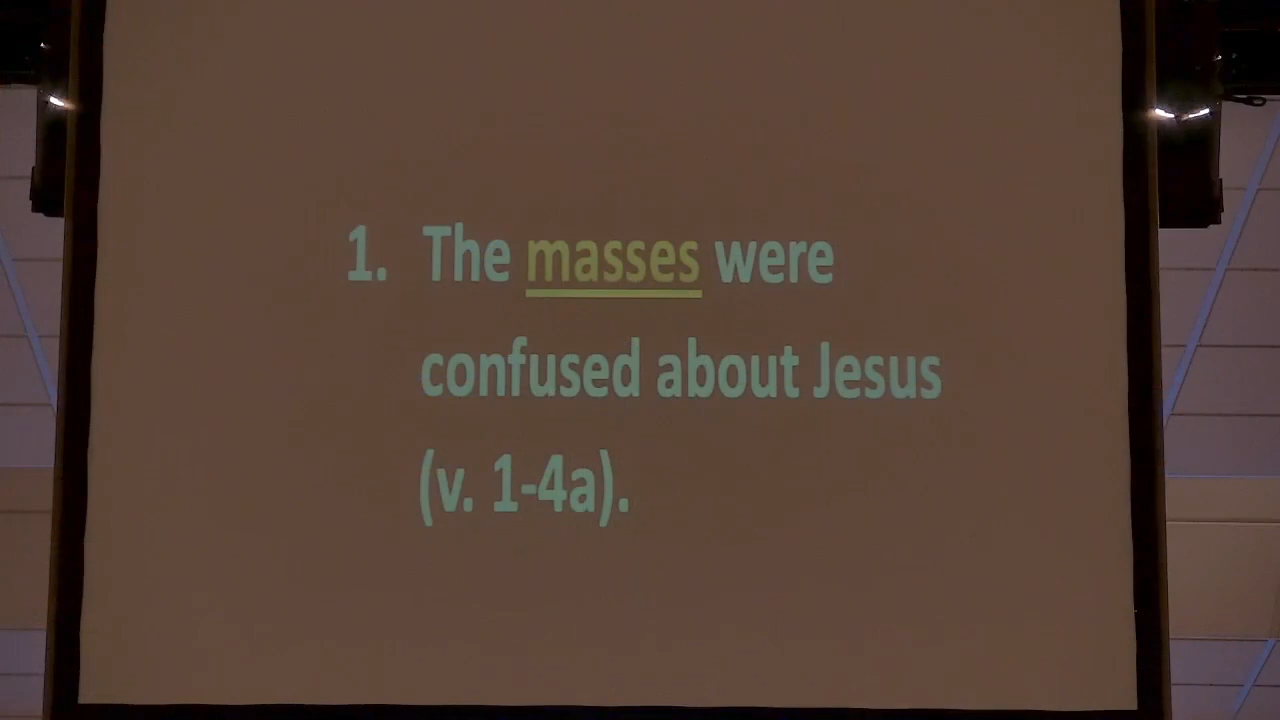 1. The masses were
confused about Jesus
(v. 1-4a).